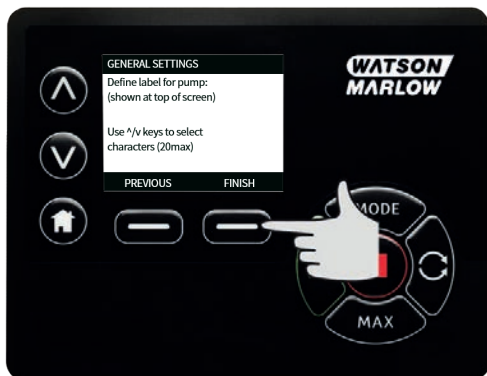 GENERAL SETTINGS
Define label for pump:
(shown at top of screen)
Use ^/v keys to select
characters (20max)
PREVIOUS FINISH
WATSON
MARLOW
MODE
MAX